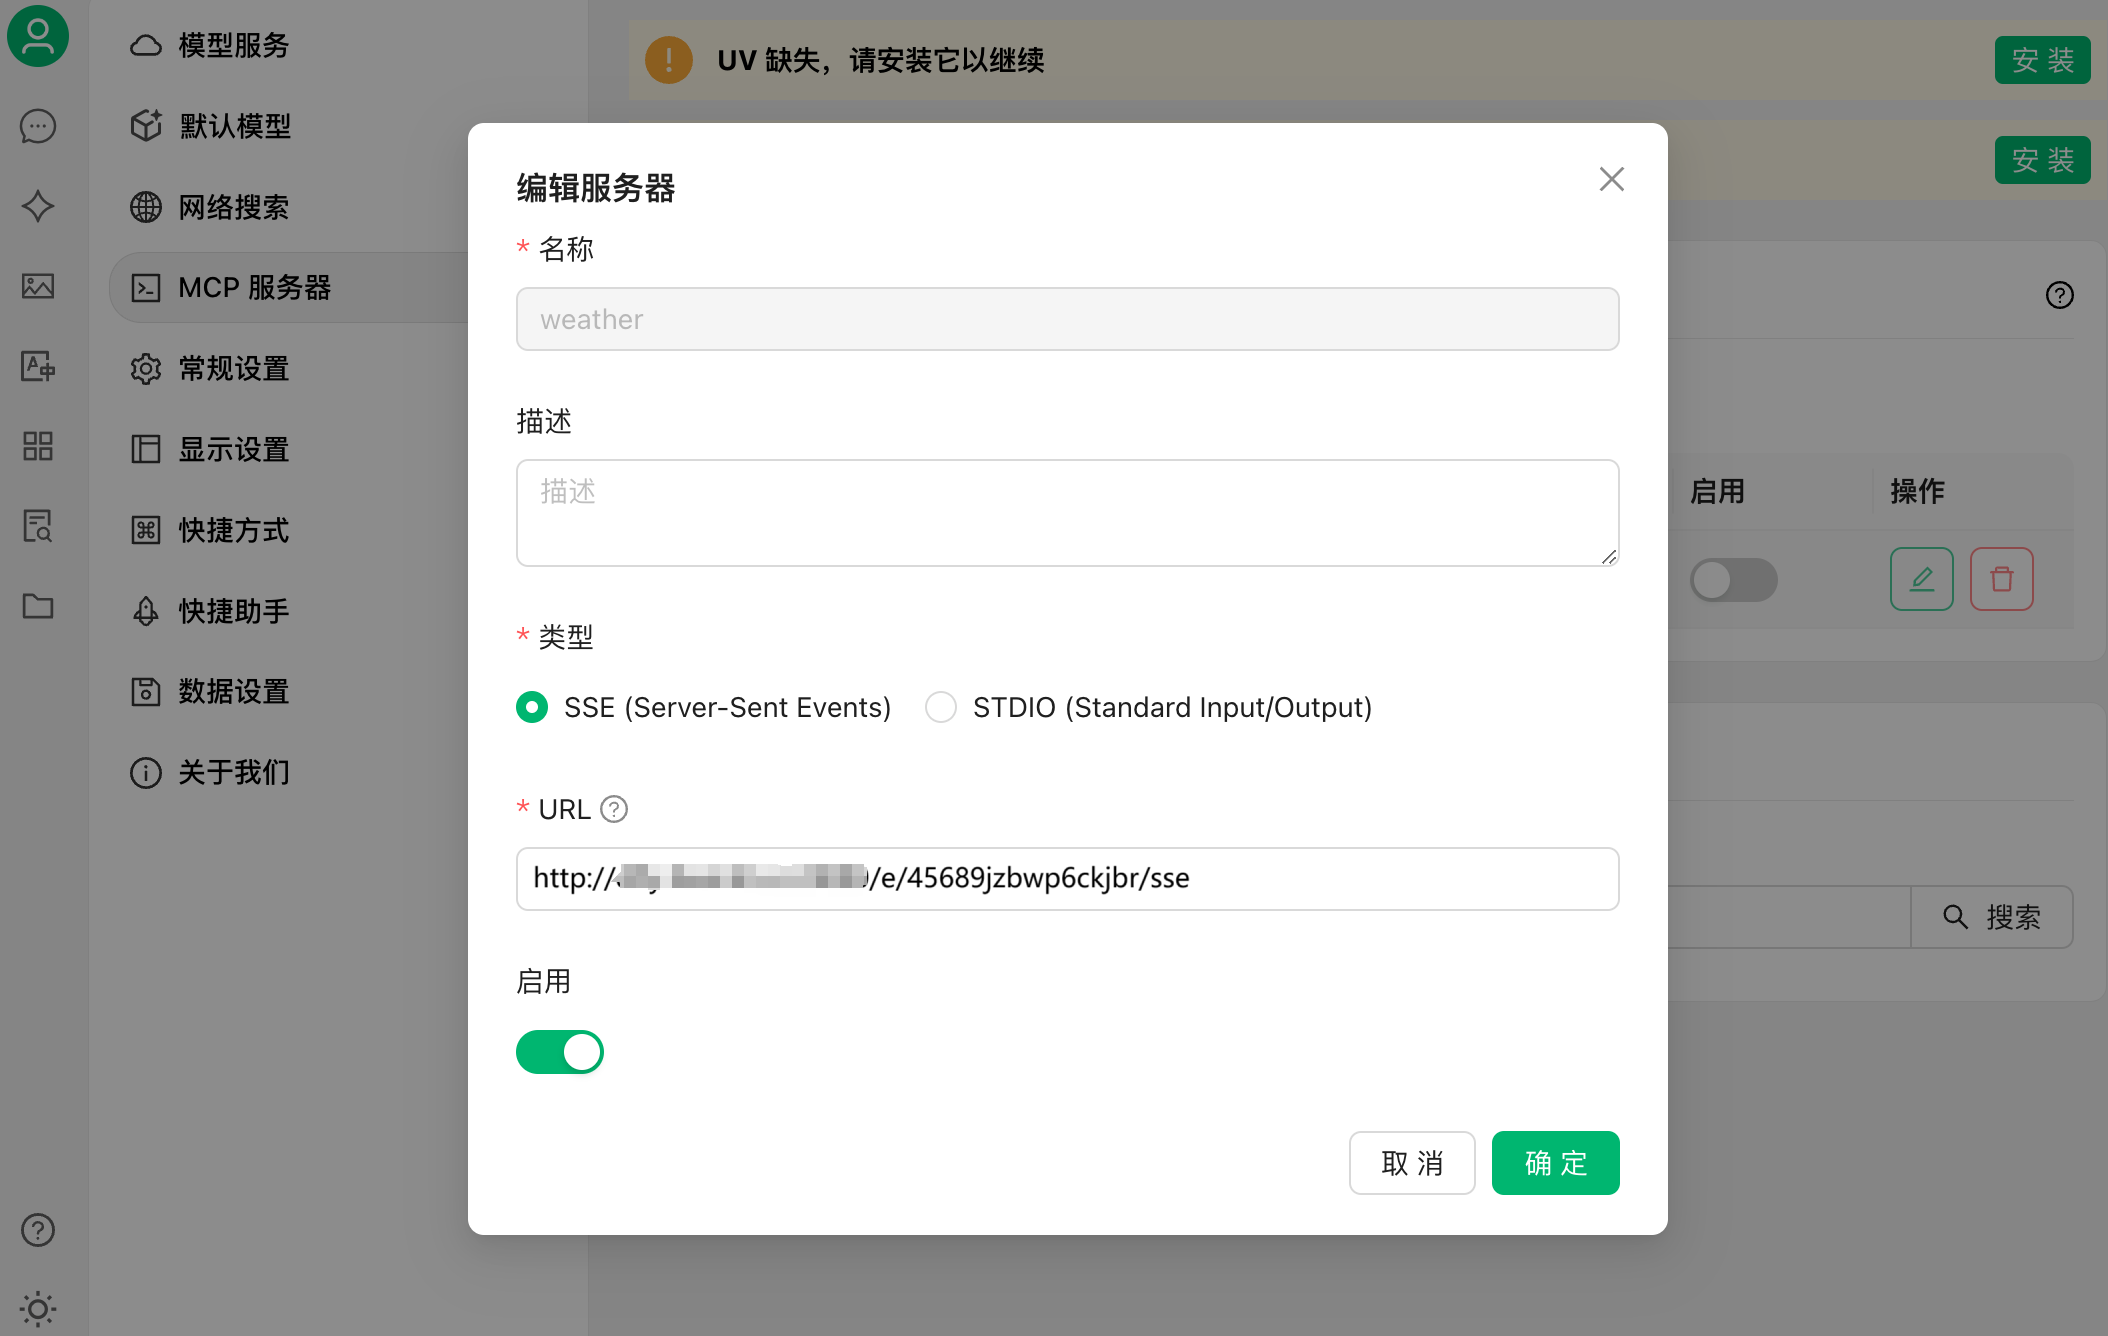 模型服务
默认模型
网络搜索
MCP 服务器
常规设置
显示设置
快捷方式
快捷助手
数据设置
关于我们
UV 缺失，请安装它以继续
安 装
安 装
启用
操作
搜索
编辑服务器
* 名称
weather
描述
描述
* 类型
SSE (Server-Sent Events)
STDIO (Standard Input/Output)
* URL
http://
/e/45689jzbwp6ckjbr/sse
启用
取 消
确 定